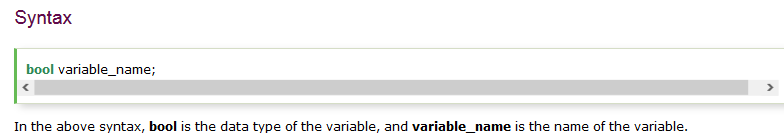 Syntax
bool variable_name;
In the above syntax, bool is the data type of the variable, and variable_name is the name of the variable.